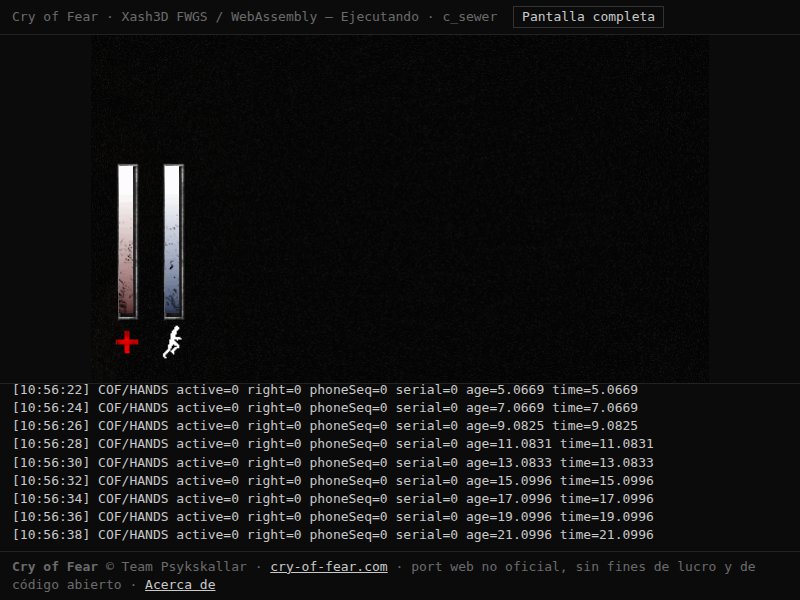 Cry of Fear · Xash3D FWGS / WebAssembly — Ejecutando · c_sewer Pantalla completa
[10:56:22] COF/HANDS active=0 right=0 phoneSeq=0 serial=0 age=5.0669 time=5.0669
[10:56:24] COF/HANDS active=0 right=0 phoneSeq=0 serial=0 age=7.0669 time=7.0669
[10:56:26] COF/HANDS active=0 right=0 phoneSeq=0 serial=0 age=9.0825 time=9.0825
[10:56:28] COF/HANDS active=0 right=0 phoneSeq=0 serial=0 age=11.0831 time=11.0831
[10:56:30] COF/HANDS active=0 right=0 phoneSeq=0 serial=0 age=13.0833 time=13.0833
[10:56:32] COF/HANDS active=0 right=0 phoneSeq=0 serial=0 age=15.0996 time=15.0996
[10:56:34] COF/HANDS active=0 right=0 phoneSeq=0 serial=0 age=17.0996 time=17.0996
[10:56:36] COF/HANDS active=0 right=0 phoneSeq=0 serial=0 age=19.0996 time=19.0996
[10:56:38] COF/HANDS active=0 right=0 phoneSeq=0 serial=0 age=21.0996 time=21.0996
Cry of Fear © Team Psykskallar · cry-of-fear.com · port web no oficial, sin fines de lucro y de
código abierto · Acerca de